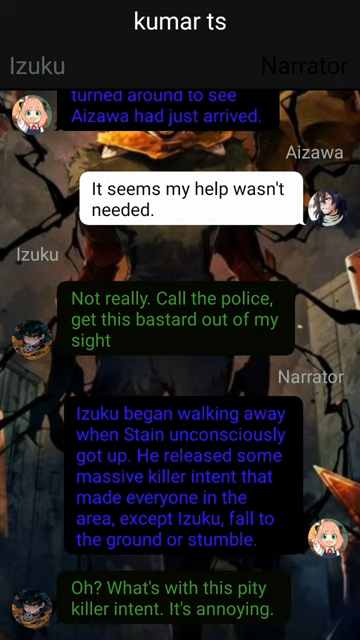 kumar ts
Izuku
Narrator
turned around to see
Aizawa had just arrived.
Aizawa
It seems my help wasn't
needed.
Izuku
Not really. Call the police,
get this bastard out of my
sight
Narrator
Izuku began walking away
when Stain unconsciously
got up. He released some
massive killer intent that
made everyone in the
area, except Izuku, fall to
the ground or stumble.
Oh? What's with this pity
killer intent. It's annoying.